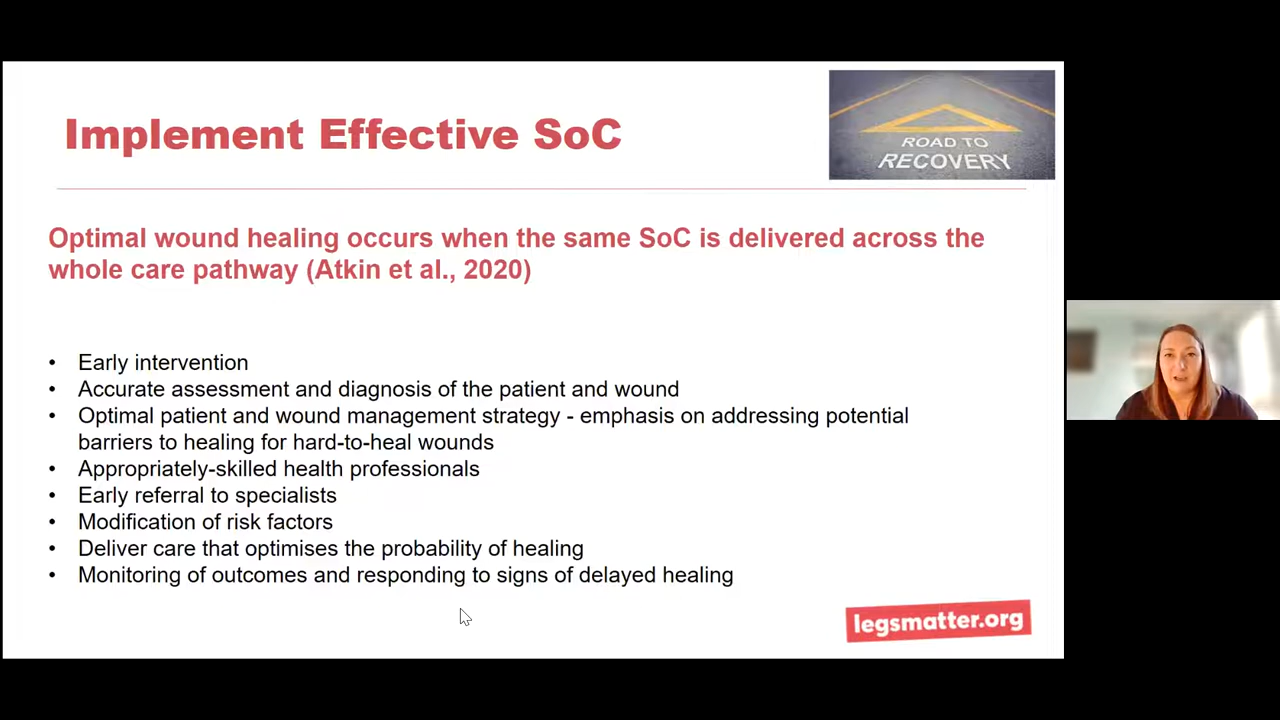 Implement Effective SoC
ROAD TO
RECOVERY
Optimal wound healing occurs when the same SoC is delivered across the
whole care pathway (Atkin et al., 2020)
• Early intervention
• Accurate assessment and diagnosis of the patient and wound
• Optimal patient and wound management strategy - emphasis on addressing potential
barriers to healing for hard-to-heal wounds
• Appropriately-skilled health professionals
• Early referral to specialists
• Modification of risk factors
• Deliver care that optimises the probability of healing
• Monitoring of outcomes and responding to signs of delayed healing
legsmatter.org